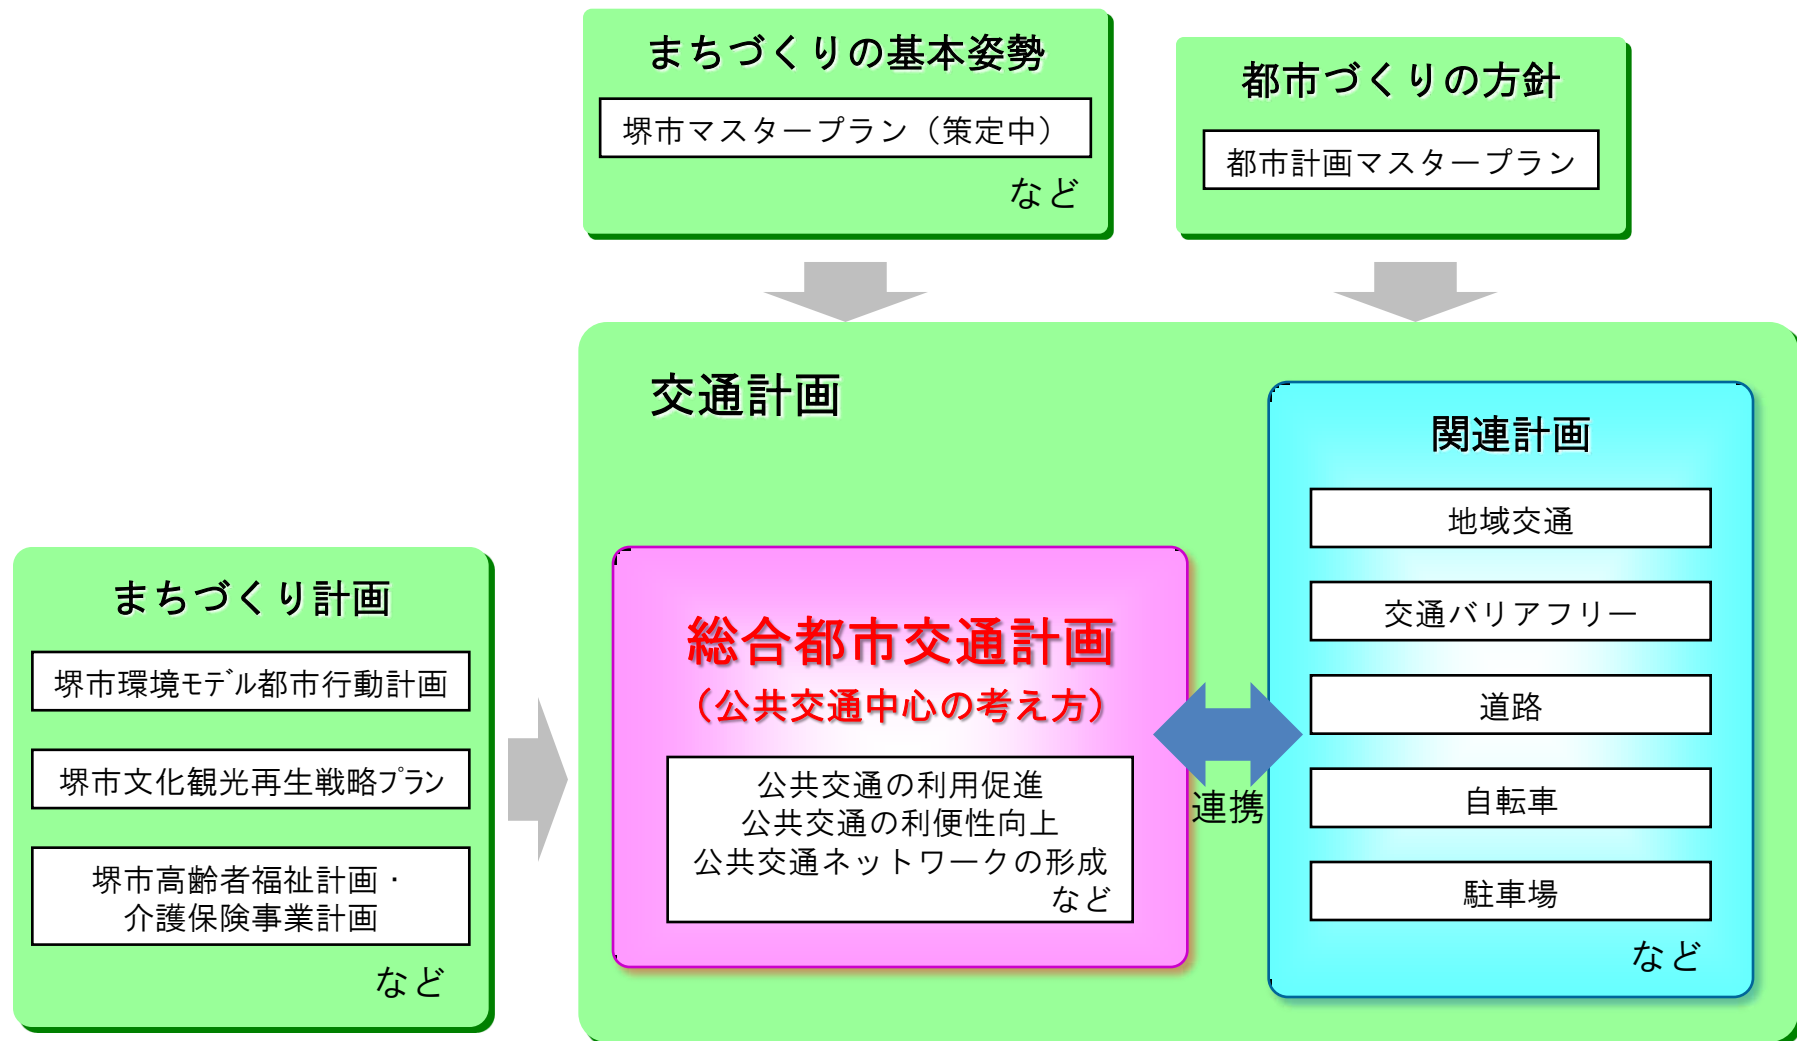 まちづくりの基本姿勢
堺市マスタープラン（策定中）
など
都市づくりの方針
都市計画マスタープラン
交通計画
関連計画
地域交通
交通バリアフリー
道路
自転車
駐車場
など
総合都市交通計画
（公共交通中心の考え方）
公共交通の利用促進
公共交通の利便性向上
公共交通ネットワークの形成
など
連携
まちづくり計画
堺市環境ﾓﾃﾞﾙ都市行動計画
堺市文化観光再生戦略ﾌﾟﾗﾝ
堺市高齢者福祉計画・
介護保険事業計画
など